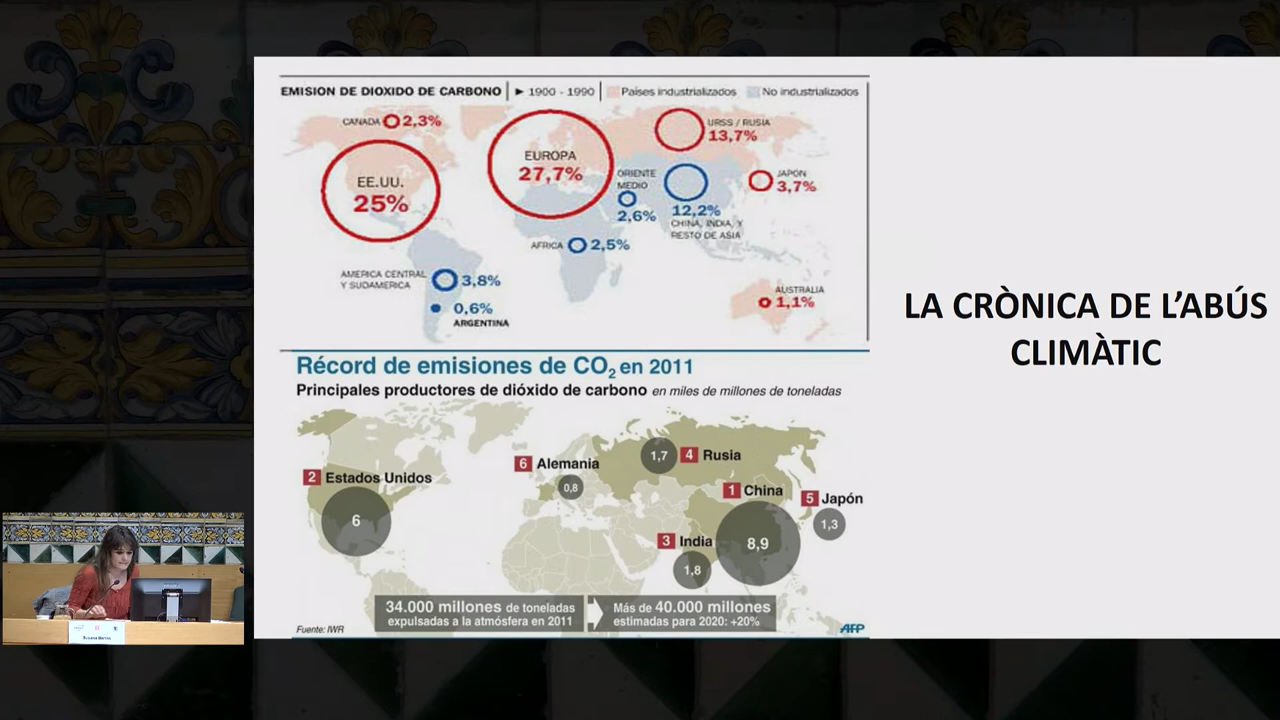 EMISION DE DIOXIDO DE CARBONO | ► 1900 - 1990 | Países industrializados No industrializados
CANADA 2,3%
EE.UU.
25%
EUROPA
27,7%
URSS / RUSIA
13,7%
ORIENTE
MEDIO
2,6%
12,2%
CHINA, INDIA, Y
RESTO DE ASIA
JAPON
3,7%
AFRICA 2,5%
AMERICA CENTRAL
Y SUDAMERICA
3,8%
0,6%
ARGENTINA
AUSTRALIA
1,1%
LA CRÒNICA DE L'ABÚS
CLIMÀTIC
Récord de emisiones de CO₂ en 2011
Principales productores de dióxido de carbono en miles de millones de toneladas
2 Estados Unidos
6
6 Alemania
0,8
1,7 4 Rusia
1 China
8,9
5 Japón
1,3
3 India
1,8
34.000 millones de toneladas
expulsadas a la atmósfera en 2011
Más de 40.000 millones
estimadas para 2020: +20%
Fuente: IWR
AFP